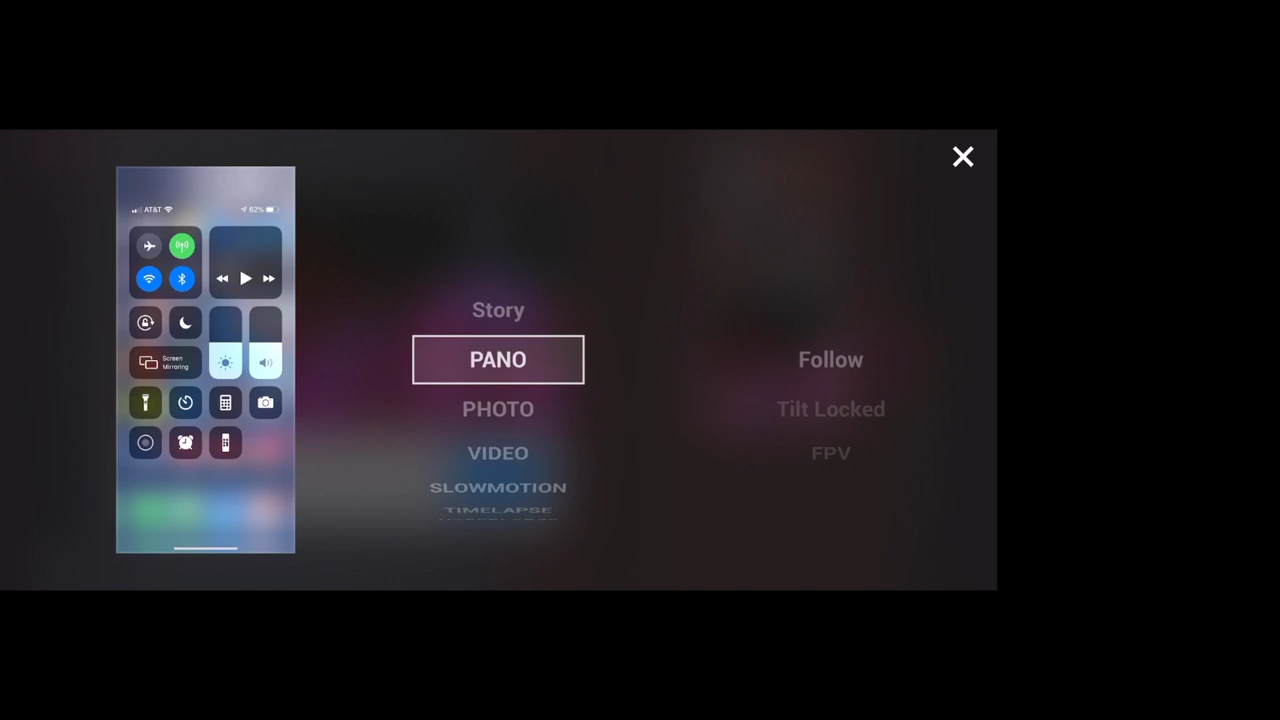 AT&T
62%
Screen
Mirroring
Story
PANO
PHOTO
VIDEO
SLOWMOTION
TIMELAPSE
Follow
Tilt Locked
FPV